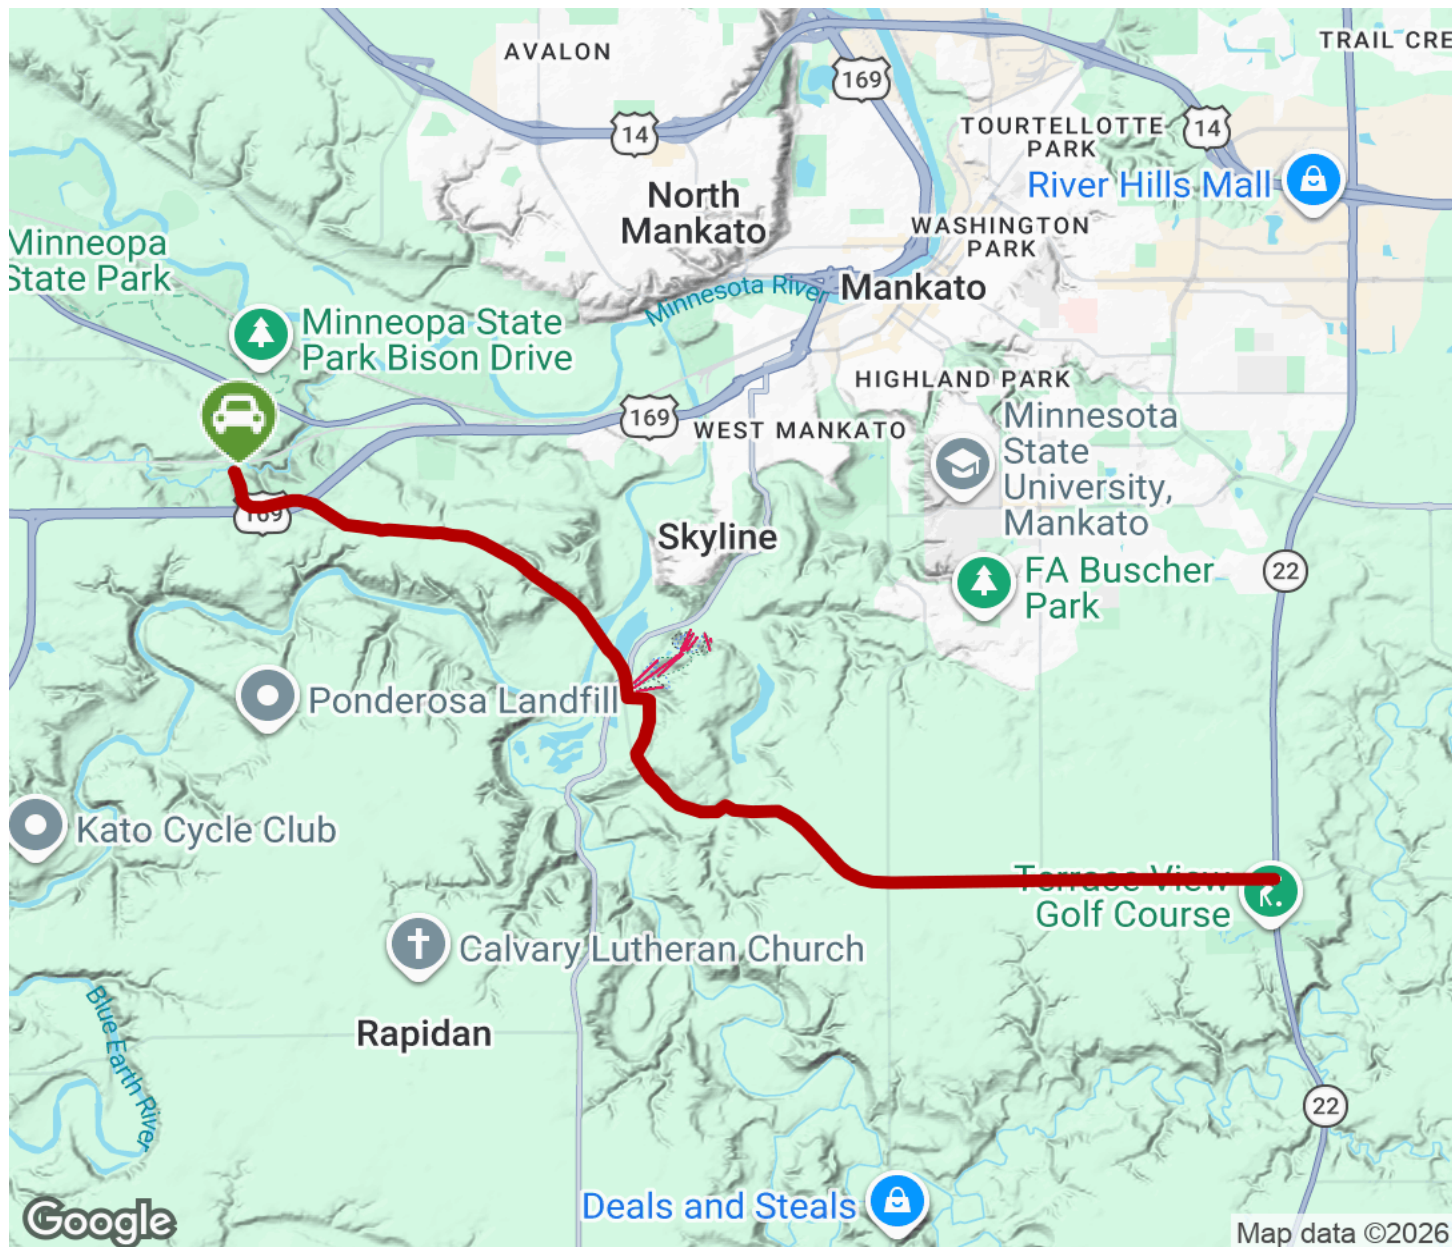 AVALON
TRAIL CRE
169
14
TOURTELLOTTE
PARK
14
River Hills Mall
North
Mankato
WASHINGTON
PARK
Minneopa
State Park
Minnesota River
Mankato
Minneopa State
Park Bison Drive
HIGHLAND PARK
169
WEST MANKATO
Minnesota
State
University,
Mankato
169
Skyline
FA Buscher
Park
22
Ponderosa Landfill
Kato Cycle Club
Terrace View
Golf Course
Calvary Lutheran Church
Blue Earth River
Rapidan
22
Deals and Steals
Google
Map data ©2026